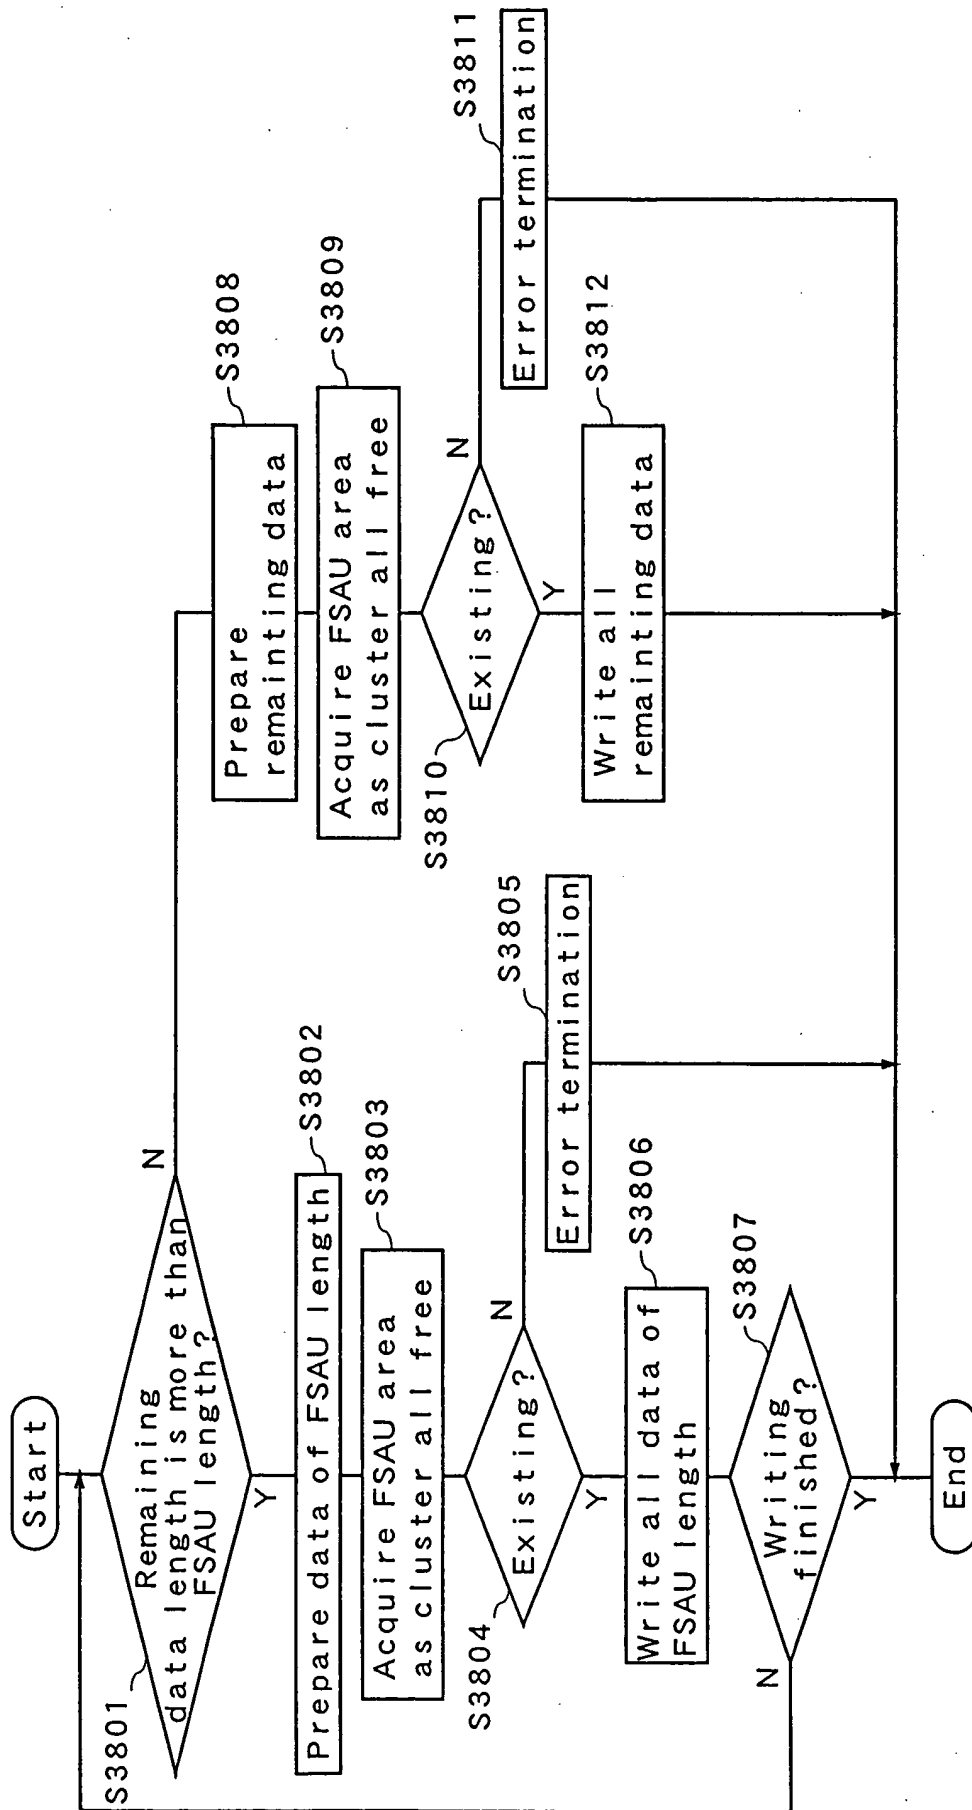 Start
S3801
Remaining
data length is more than
FSAU length?
N
Y
Prepare data of FSAU length
S3802
Acquire FSAU area
as cluster all free
S3803
S3804
Existing?
N
Y
S3805
Error termination
Write all data of
FSAU length
S3806
S3807
Writing
finished?
N
Y
End
S3808
Prepare
remainting data
S3809
Acquire FSAU area
as cluster all free
S3810
Existing?
N
Y
S3811
Error termination
S3812
Write all
remainting data